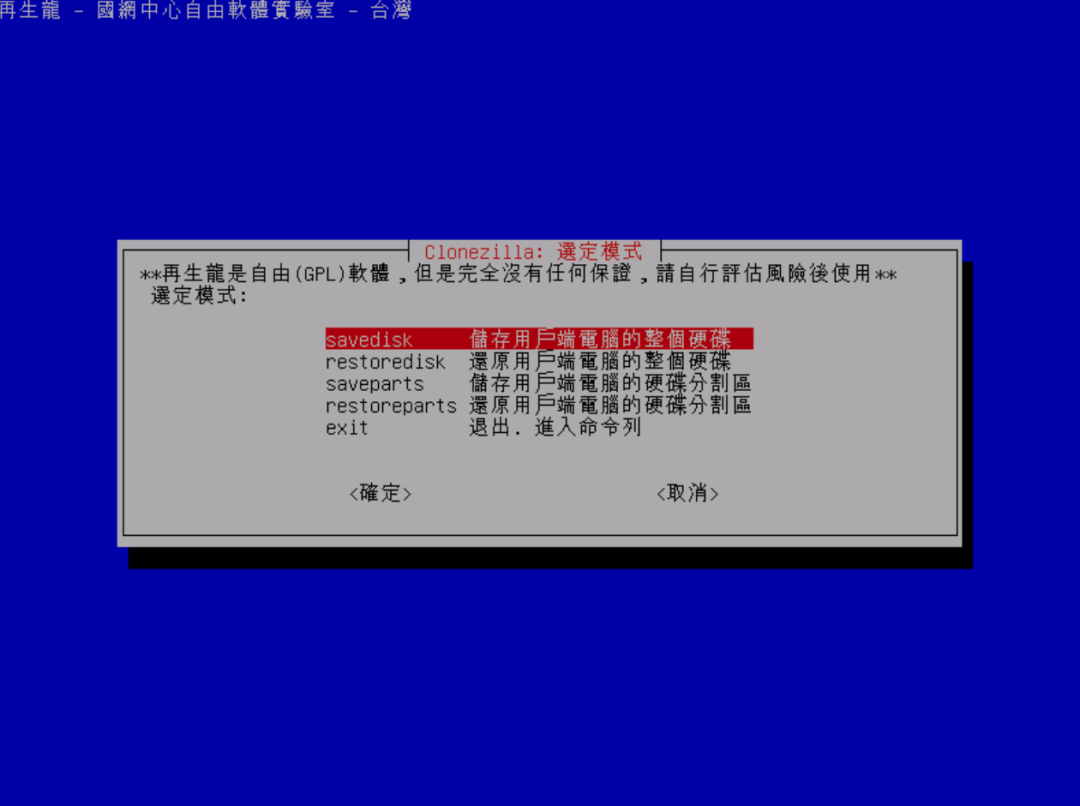 再生龍 - 國網中心自由軟體實驗室 - 台灣
Clonezilla: 選定模式
**再生龍是自由(GPL)軟體,但是完全沒有任何保證,請自行評估風險後使用**
選定模式:
savedisk 儲存用戶端電腦的整個硬碟
restoredisk 還原用戶端電腦的整個硬碟
saveparts 儲存用戶端電腦的硬碟分割區
restoreparts 還原用戶端電腦的硬碟分割區
exit 退出. 進入命令列
<確定> <取消>